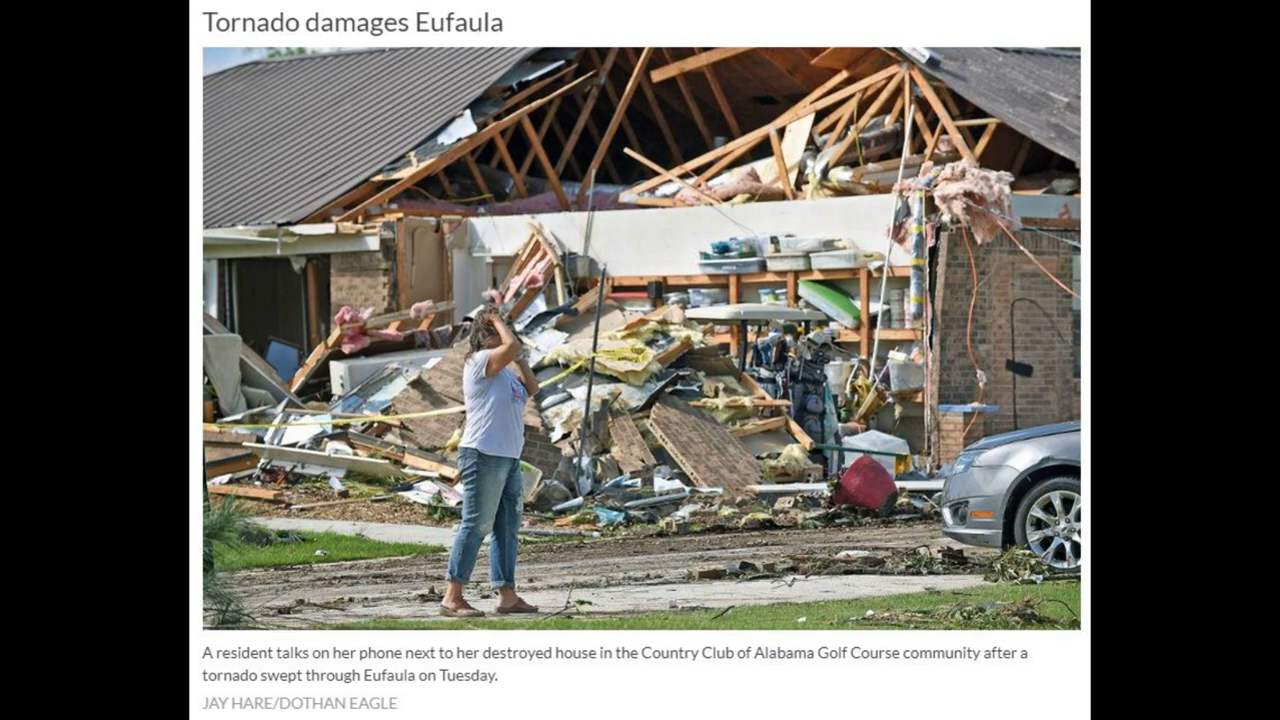 Tornado damages Eufaula
A resident talks on her phone next to her destroyed house in the Country Club of Alabama Golf Course community after a
tornado swept through Eufaula on Tuesday.
JAY HARE/DOTHAN EAGLE